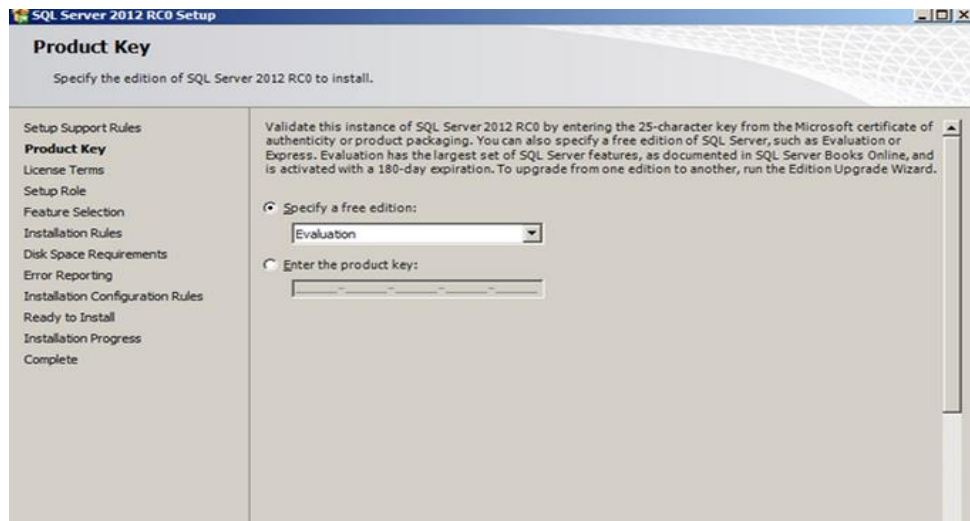 SQL Server 2012 RC0 Setup
Product Key
Specify the edition of SQL Server 2012 RC0 to install.
Setup Support Rules
Product Key
License Terms
Setup Role
Feature Selection
Installation Rules
Disk Space Requirements
Error Reporting
Installation Configuration Rules
Ready to Install
Installation Progress
Complete
Validate this instance of SQL Server 2012 RC0 by entering the 25-character key from the Microsoft certificate of
authenticity or product packaging. You can also specify a free edition of SQL Server, such as Evaluation or
Express. Evaluation has the largest set of SQL Server features, as documented in SQL Server Books Online, and
is activated with a 180-day expiration. To upgrade from one edition to another, run the Edition Upgrade Wizard.
Specify a free edition:
Evaluation
Enter the product key:
_____-_____-_____-_____-_____